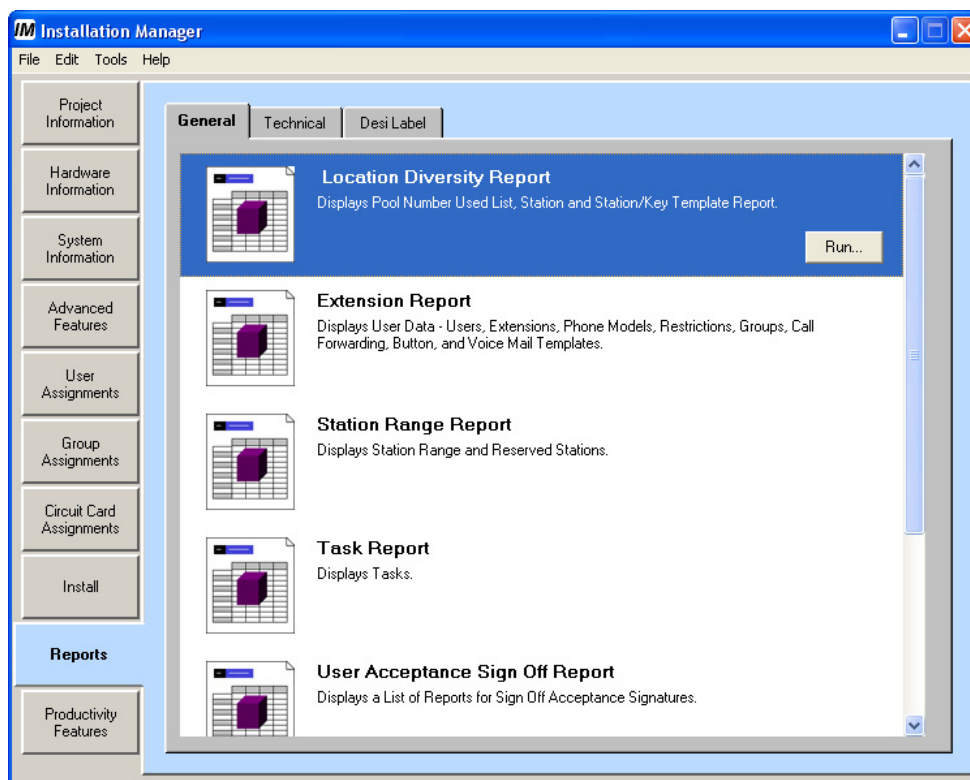 IM Installation Manager
File Edit Tools Help
Project
Information
Hardware
Information
System
Information
Advanced
Features
User
Assignments
Group
Assignments
Circuit Card
Assignments
Install
Reports
Productivity
Features
General Technical Desi Label
Location Diversity Report
Displays Pool Number Used List, Station and Station/Key Template Report.
Run...
Extension Report
Displays User Data - Users, Extensions, Phone Models, Restrictions, Groups, Call
Forwarding, Button, and Voice Mail Templates.
Station Range Report
Displays Station Range and Reserved Stations.
Task Report
Displays Tasks.
User Acceptance Sign Off Report
Displays a List of Reports for Sign Off Acceptance Signatures.